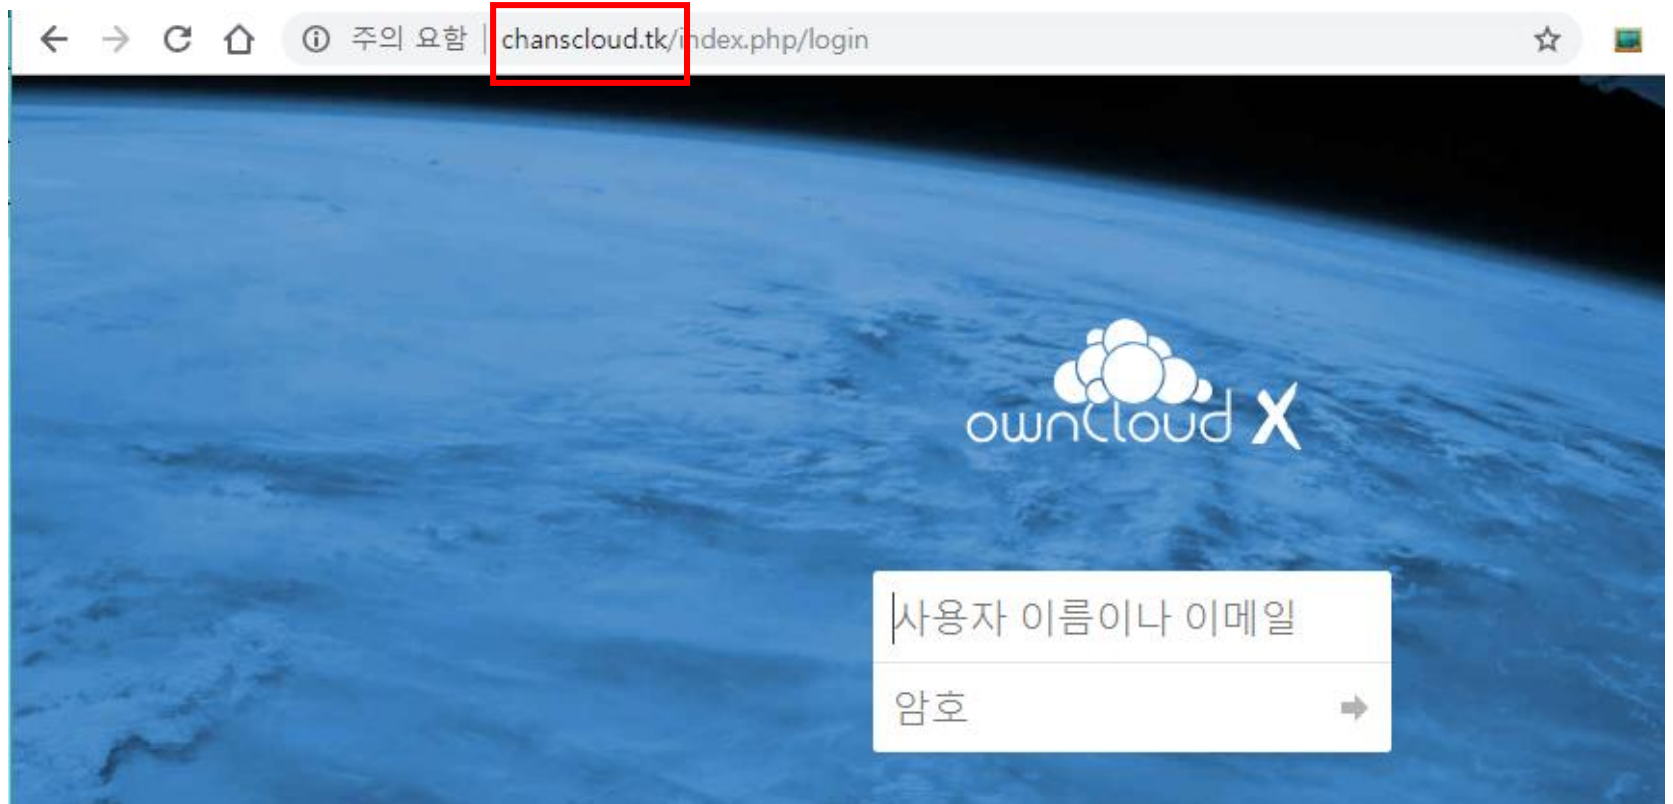 주의 요함 | chanscloud.tk/index.php/login
ownCloud X
사용자 이름이나 이메일
암호